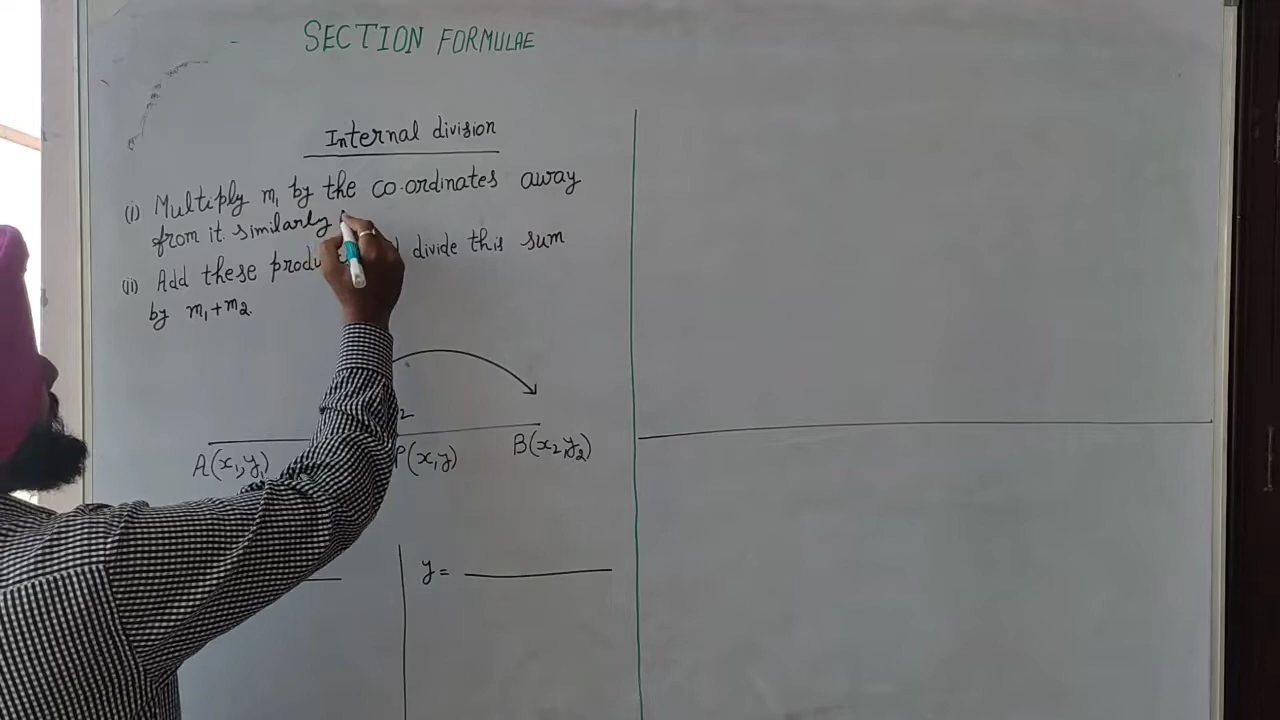 SECTION FORMULAE
Internal division
(i) Multiply m₁ by the co-ordinates away
from it. similarly
(ii) Add these divide this sum
by m₁+m₂.
2
A(x₁,y₁) P(x,y) B(x₂,y₂)
y =